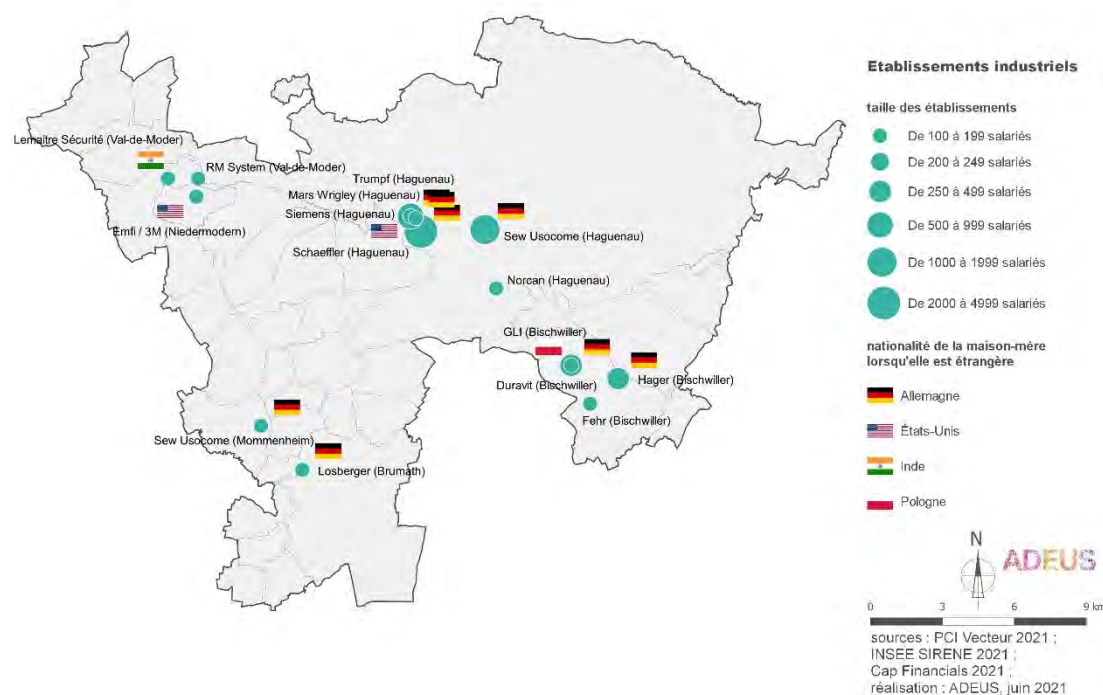 Lemaitre Sécurité (Val-de-Moder)
RM System (Val-de-Moder)
Emfi / 3M (Niedermodern)
Trumpf (Haguenau)
Mars Wrigley (Haguenau)
Siemens (Haguenau)
Schaeffler (Haguenau)
Sew Usocome (Haguenau)
Norcan (Haguenau)
GLI (Bischwiller)
Duravit (Bischwiller)
Hager (Bischwiller)
Fehr (Bischwiller)
Sew Usocome (Mommenheim)
Losberger (Brumath)
Etablissements industriels
taille des établissements
De 100 à 199 salariés
De 200 à 249 salariés
De 250 à 499 salariés
De 500 à 999 salariés
De 1000 à 1999 salariés
De 2000 à 4999 salariés
nationalité de la maison-mère
lorsqu'elle est étrangère
Allemagne
États-Unis
Inde
Pologne
N
ADEUS
0 3 6 9 km
sources : PCI Vecteur 2021 ;
INSEE SIRENE 2021 ;
Cap Financials 2021 ;
réalisation : ADEUS, juin 2021